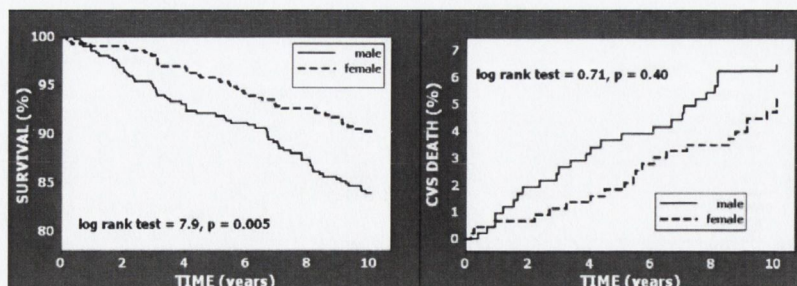 100
95
90
85
80
SURVIVAL (%)
male
female
log rank test = 7.9, p = 0.005
0
2
4
6
8
10
TIME (years)
7
6
5
4
3
2
1
0
CVS DEATH (%)
log rank test = 0.71, p = 0.40
male
female
0
2
4
6
8
10
TIME (years)